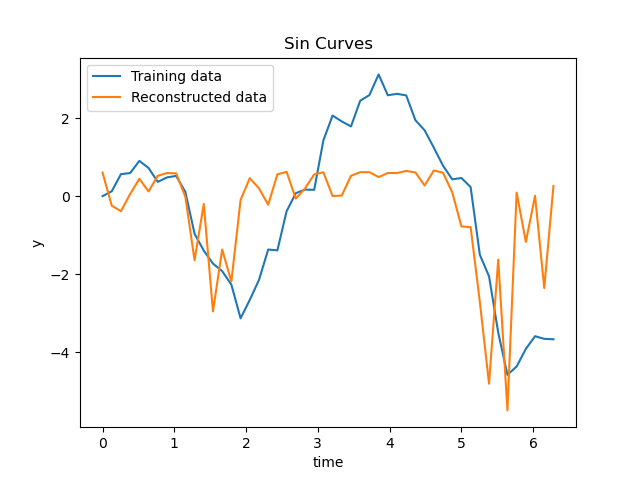 Sin Curves
Training data
Reconstructed data
y
2
0
−2
−4
0 1 2 3 4 5 6
time